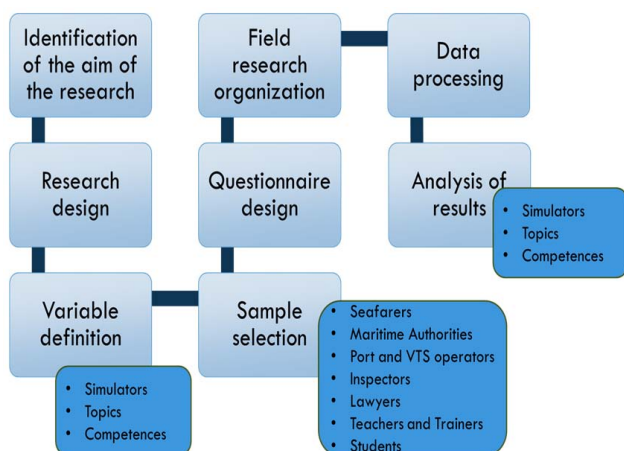 Identification
of the aim of
the research
Research
design
Variable
definition
• Simulators
• Topics
• Competences
Sample
selection
• Seafarers
• Maritime Authorities
• Port and VTS operators
• Inspectors
• Lawyers
• Teachers and Trainers
• Students
Questionnaire
design
Field
research
organization
Data
processing
Analysis of
results
• Simulators
• Topics
• Competences